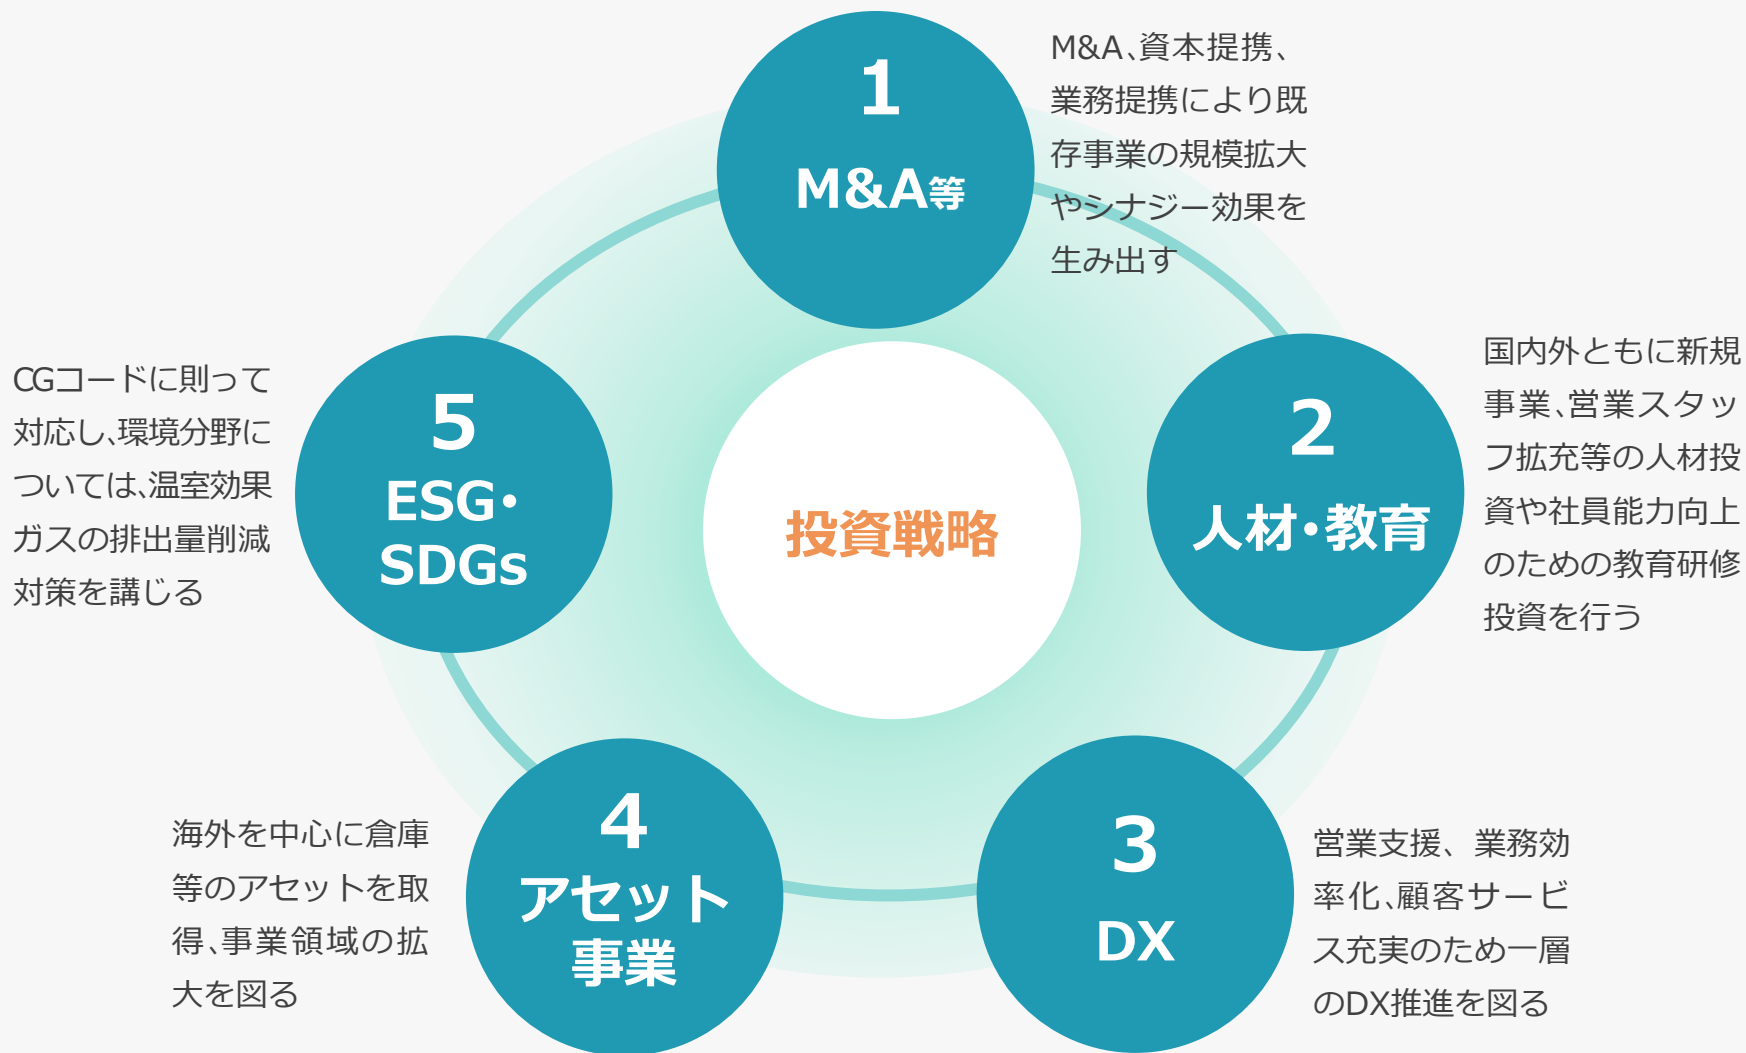 1
M&A等
M&A、資本提携、
業務提携により既
存事業の規模拡大
やシナジー効果を
生み出す
2
人材・教育
国内外ともに新規
事業、営業スタッ
フ拡充等の人材投
資や社員能力向上
のための教育研修
投資を行う
3
DX
営業支援、業務効
率化、顧客サービ
ス充実のため一層
のDX推進を図る
4
アセット
事業
海外を中心に倉庫
等のアセットを取
得、事業領域の拡
大を図る
5
ESG・
SDGs
CGコードに則って
対応し、環境分野に
ついては、温室効果
ガスの排出量削減
対策を講じる
投資戦略